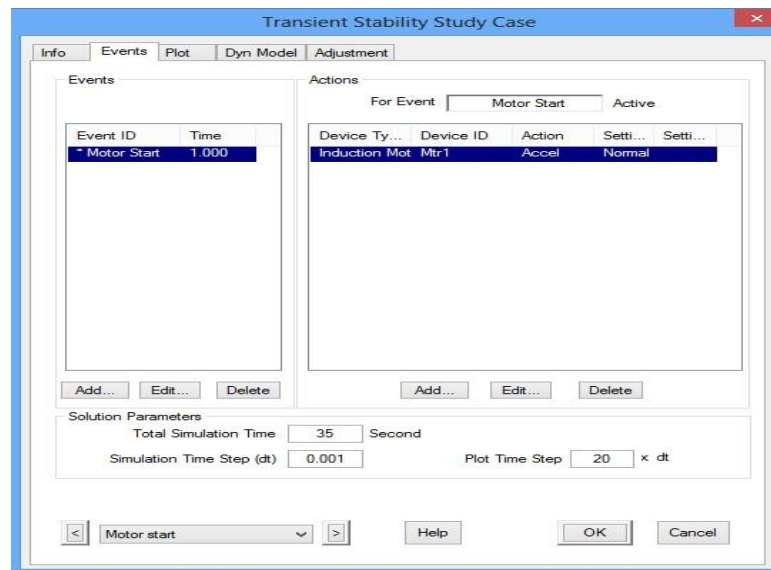 Transient Stability Study Case
×
Info Events Plot Dyn Model Adjustment
Events
Event ID Time
* Motor Start 1.000
Add... Edit... Delete
Actions
For Event Motor Start Active
Device Ty... Device ID Action Setti... Setti...
Induction Mot Mtr1 Accel Normal
Add... Edit... Delete
Solution Parameters
Total Simulation Time 35 Second
Simulation Time Step (dt) 0.001 Plot Time Step 20 x dt
< Motor start > Help OK Cancel